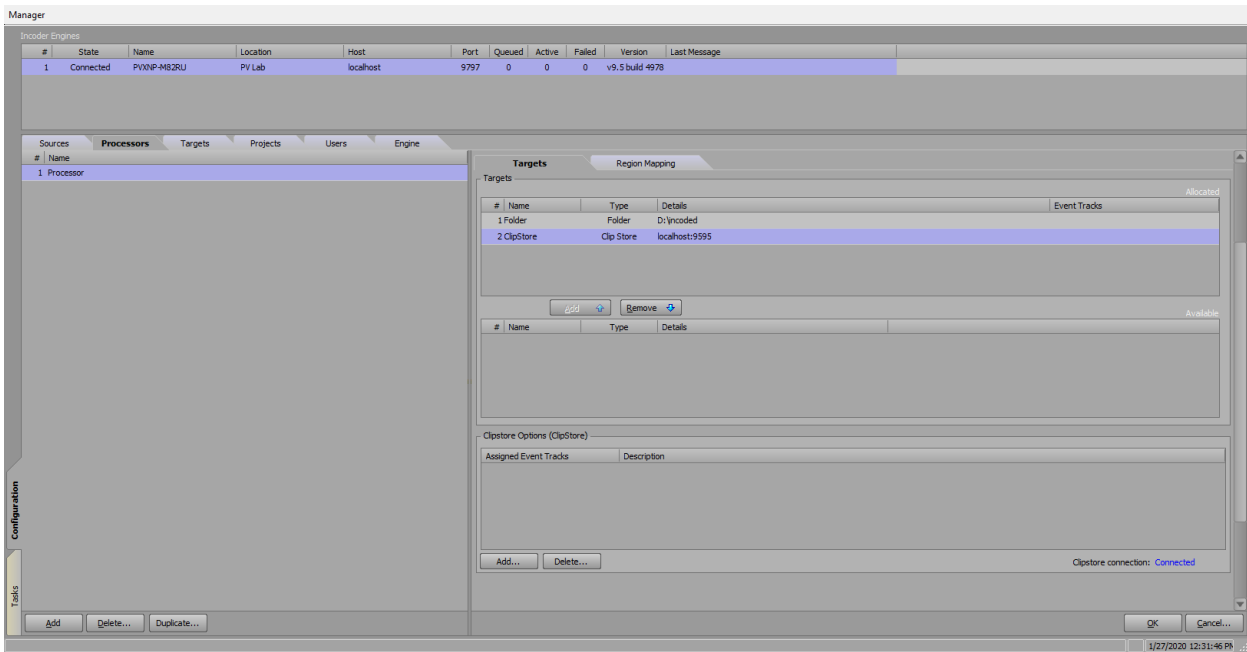 Manager
Incoder Engines
# State Name Location Host Port Queued Active Failed Version Last Message
1 Connected PVXNP-M82RU PV Lab localhost 9797 0 0 0 v9.5 build 4978
Sources Processors Targets Projects Users Engine
# Name
1 Processor
Targets Region Mapping
Targets
Allocated
# Name Type Details Event Tracks
1 Folder Folder D:\incoded
2 ClipStore Clip Store localhost:9595
Add Remove
Available
# Name Type Details
Clipstore Options (ClipStore)
Assigned Event Tracks Description
Add... Delete...
Clipstore connection: Connected
Configuration
Tasks
Add Delete... Duplicate...
OK Cancel...
1/27/2020 12:31:46 PM